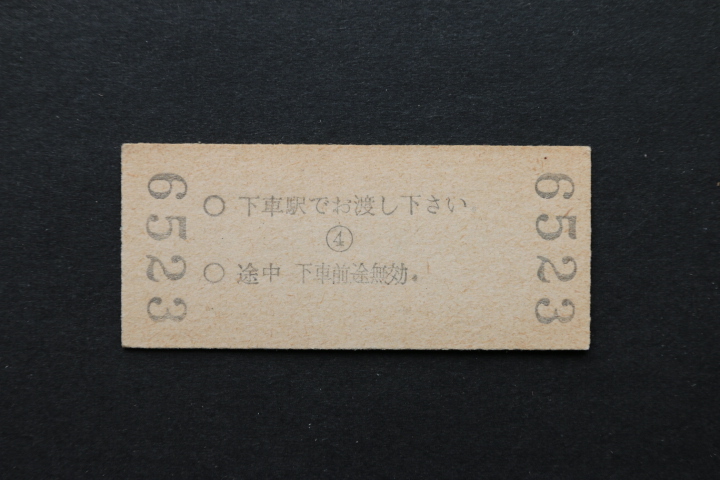 6523
○ 下車駅でお渡し下さい
④
○ 途中 下車前途無効。
6523